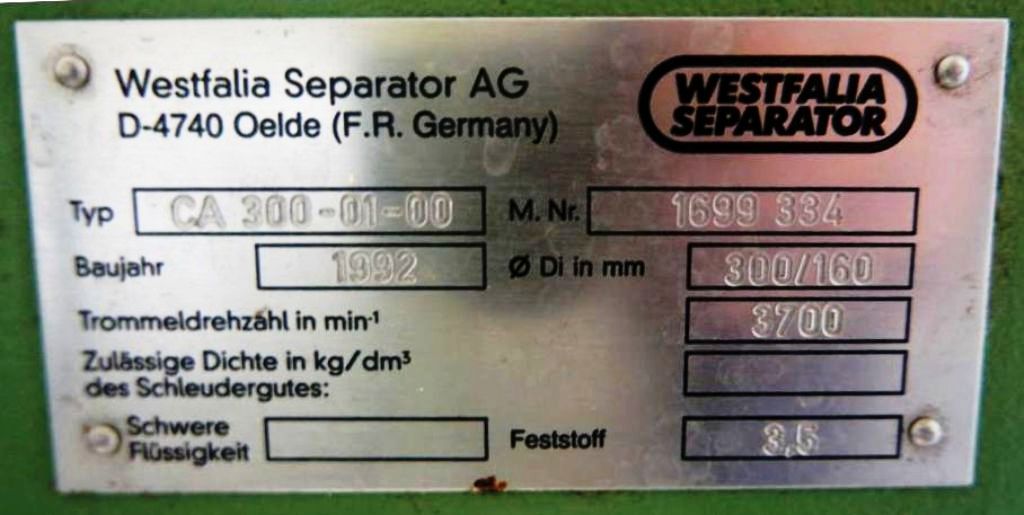 Westfalia Separator AG
D-4740 Oelde (F.R. Germany)
WESTFALIA
SEPARATOR
Typ CA 300-01-00 M. Nr. 1699 334
Baujahr 1992 Ø Di in mm 300/160
Trommeldrehzahl in min⁻¹ 3700
Zulässige Dichte in kg/dm³
des Schleudergutes:
Schwere
Flüssigkeit
Feststoff 3,5